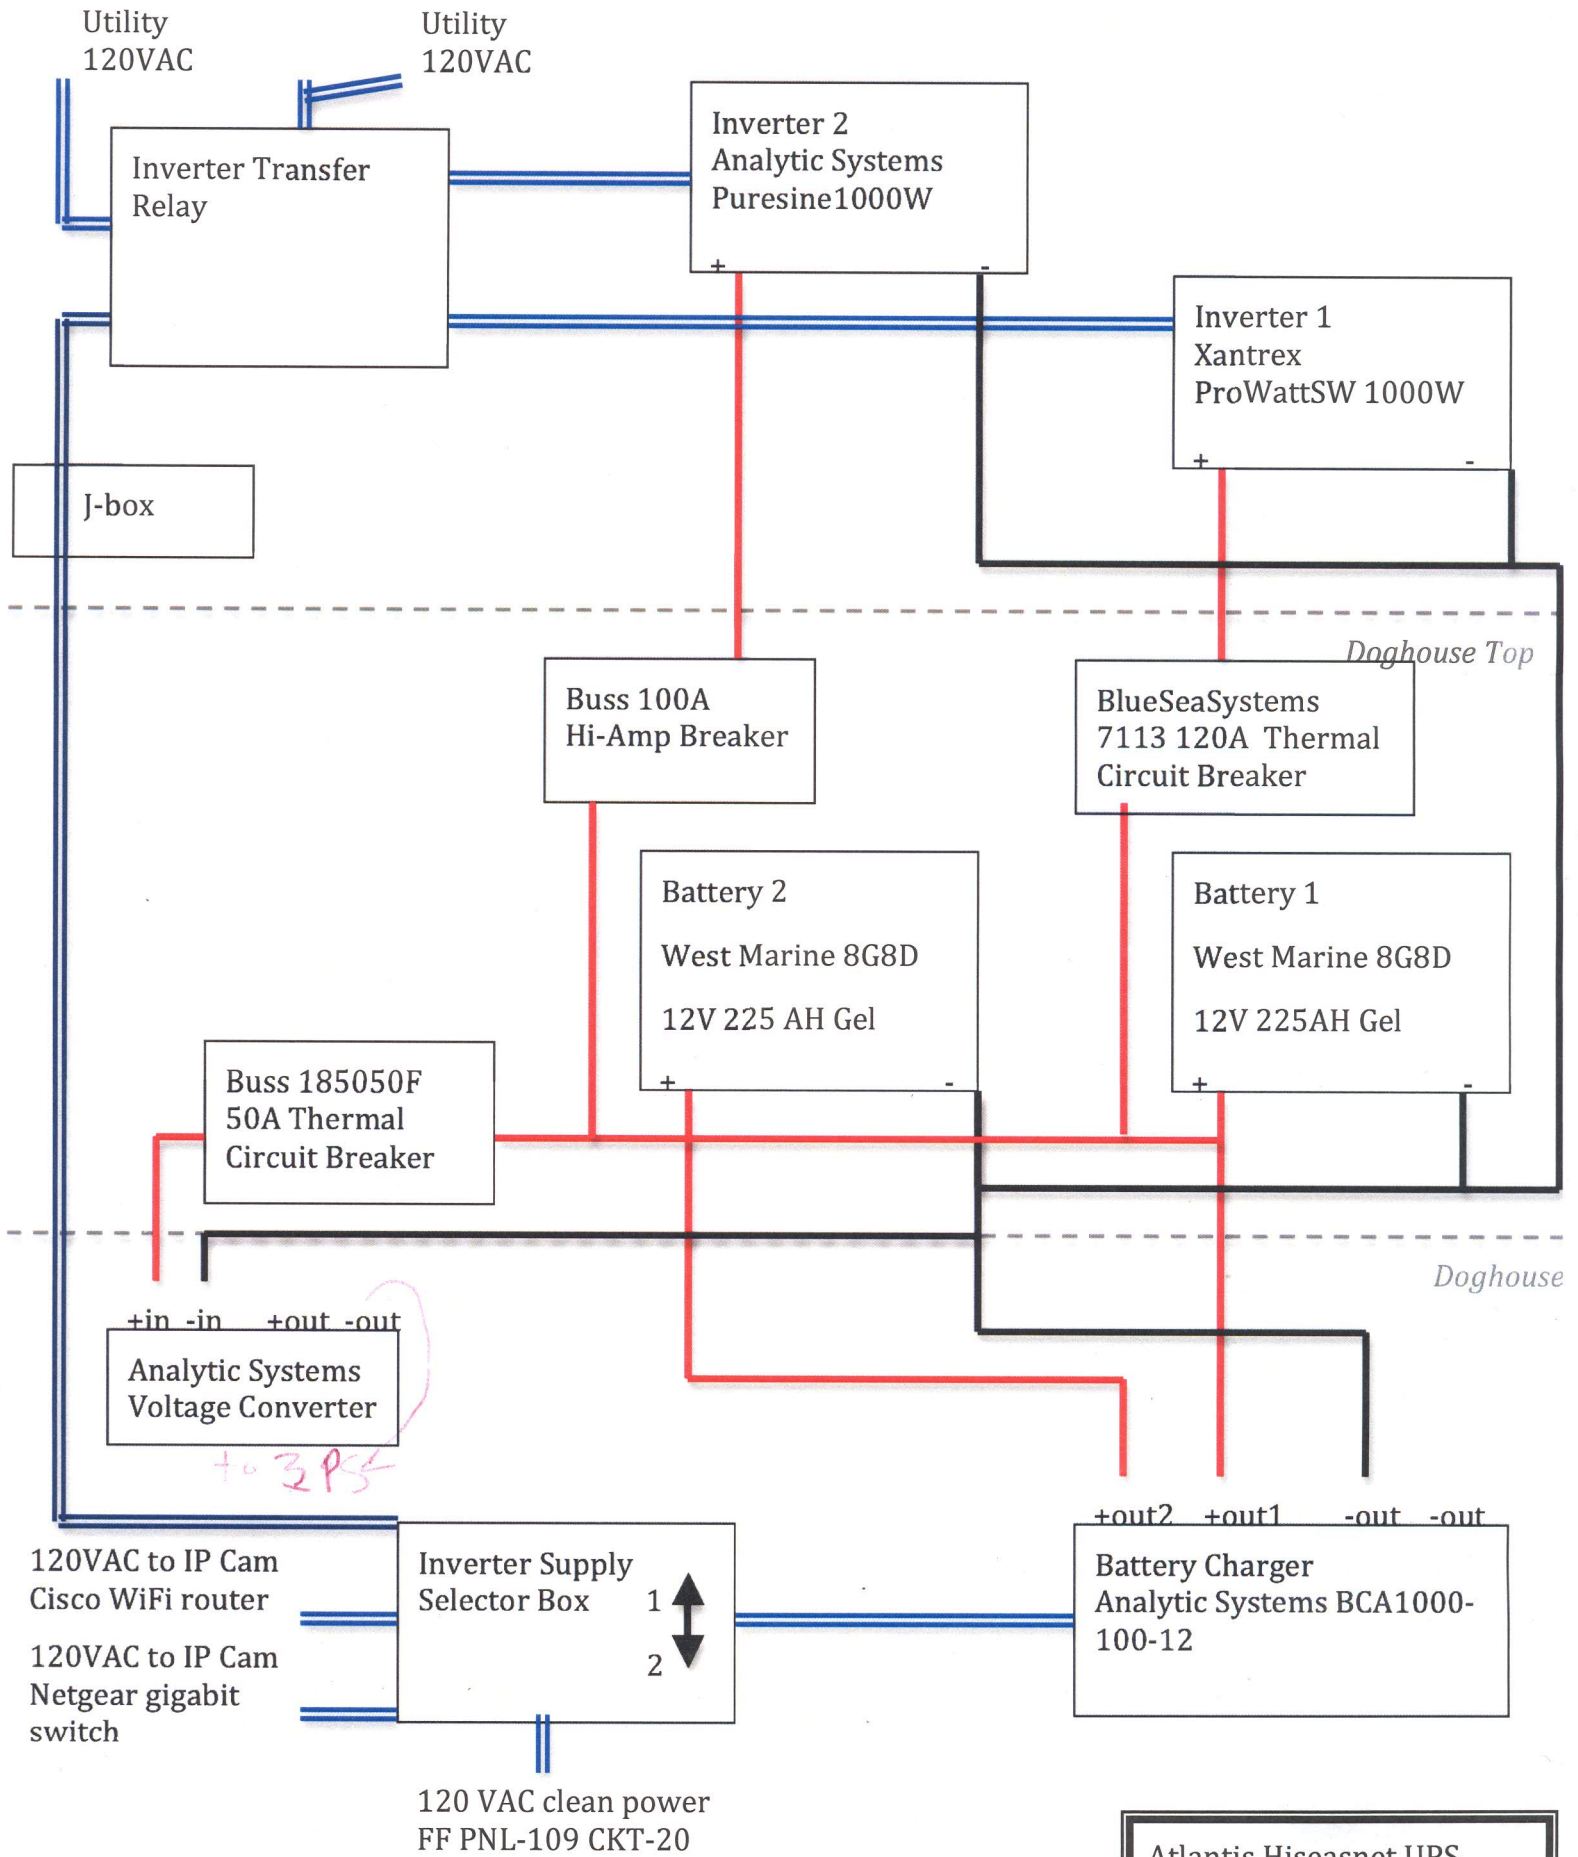 Utility
120VAC
Utility
120VAC
Inverter Transfer
Relay
Inverter 2
Analytic Systems
Puresine1000W
+ -
Inverter 1
Xantrex
ProWattSW 1000W
+ -
J-box
Doghouse Top
Buss 100A
Hi-Amp Breaker
BlueSeaSystems
7113 120A Thermal
Circuit Breaker
Battery 2
West Marine 8G8D
12V 225 AH Gel
+ -
Battery 1
West Marine 8G8D
12V 225AH Gel
+ -
Buss 185050F
50A Thermal
Circuit Breaker
Doghouse
+in -in +out -out
Analytic Systems
Voltage Converter
to
+out2 +out1 -out -out
Battery Charger
Analytic Systems BCA1000-
100-12
Inverter Supply
Selector Box
1
2
120VAC to IP Cam
Cisco WiFi router
120VAC to IP Cam
Netgear gigabit
switch
120 VAC clean power
FF PNL-109 CKT-20
Atlantis Hiseasnet UPS